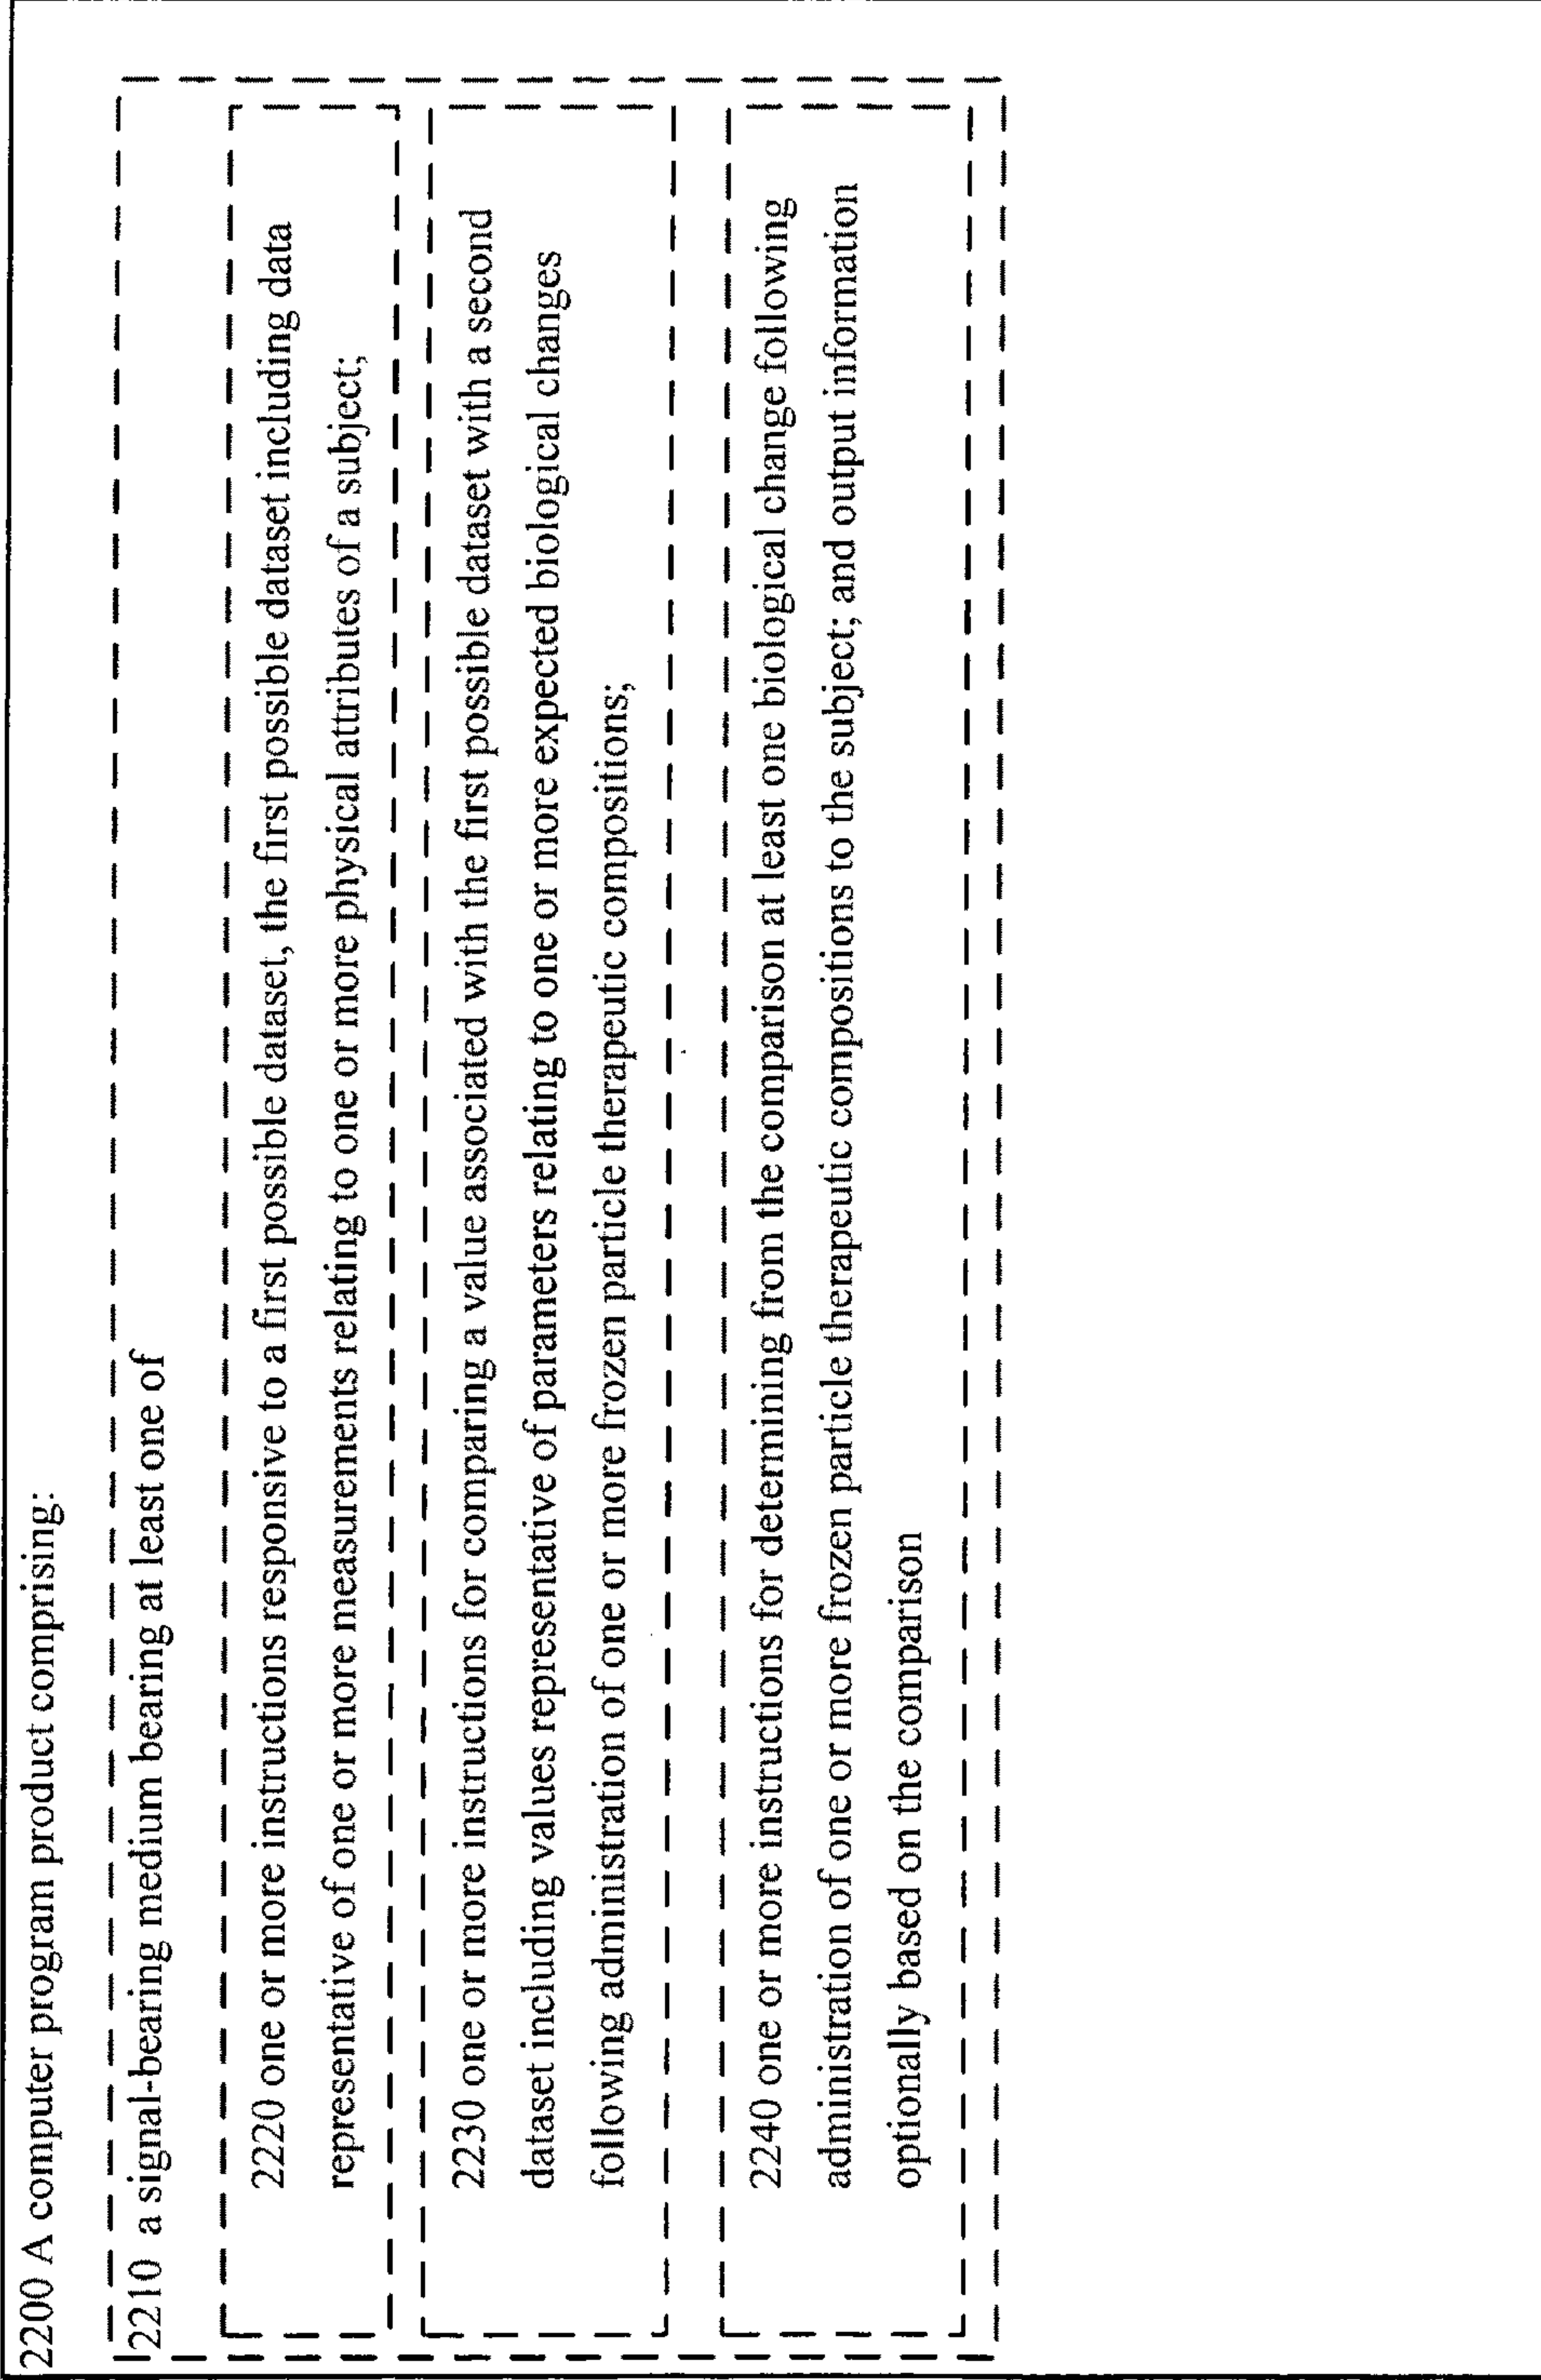 2200 A computer program product comprising:
2210 a signal-bearing medium bearing at least one of
2220 one or more instructions responsive to a first possible dataset, the first possible dataset including data
representative of one or more measurements relating to one or more physical attributes of a subject;
2230 one or more instructions for comparing a value associated with the first possible dataset with a second
dataset including values representative of parameters relating to one or more expected biological changes
following administration of one or more frozen particle therapeutic compositions;
2240 one or more instructions for determining from the comparison at least one biological change following
administration of one or more frozen particle therapeutic compositions to the subject; and output information
optionally based on the comparison